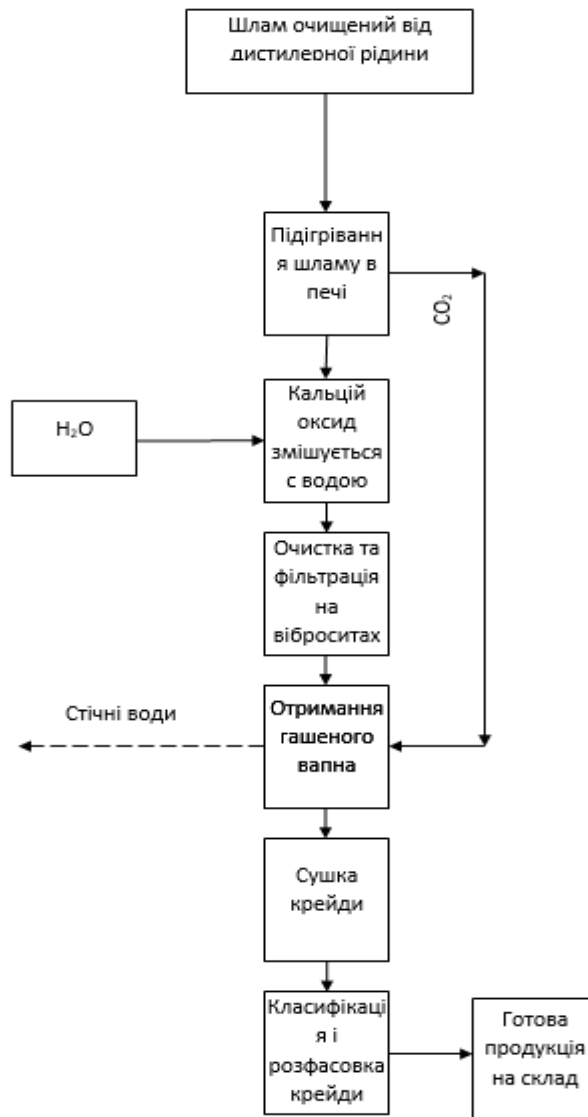 Шлам очищений від
дистилерної рідини
Підігріванн
я шламу в
печі
CO₂
H₂O
Кальцій
оксид
змішується
с водою
Очистка та
фільтрація
на
віброситах
Стічні води
Отримання
гашеного
вапна
Сушка
крейди
Класифікаці
я і
розфасовка
крейди
Готова
продукція
на склад